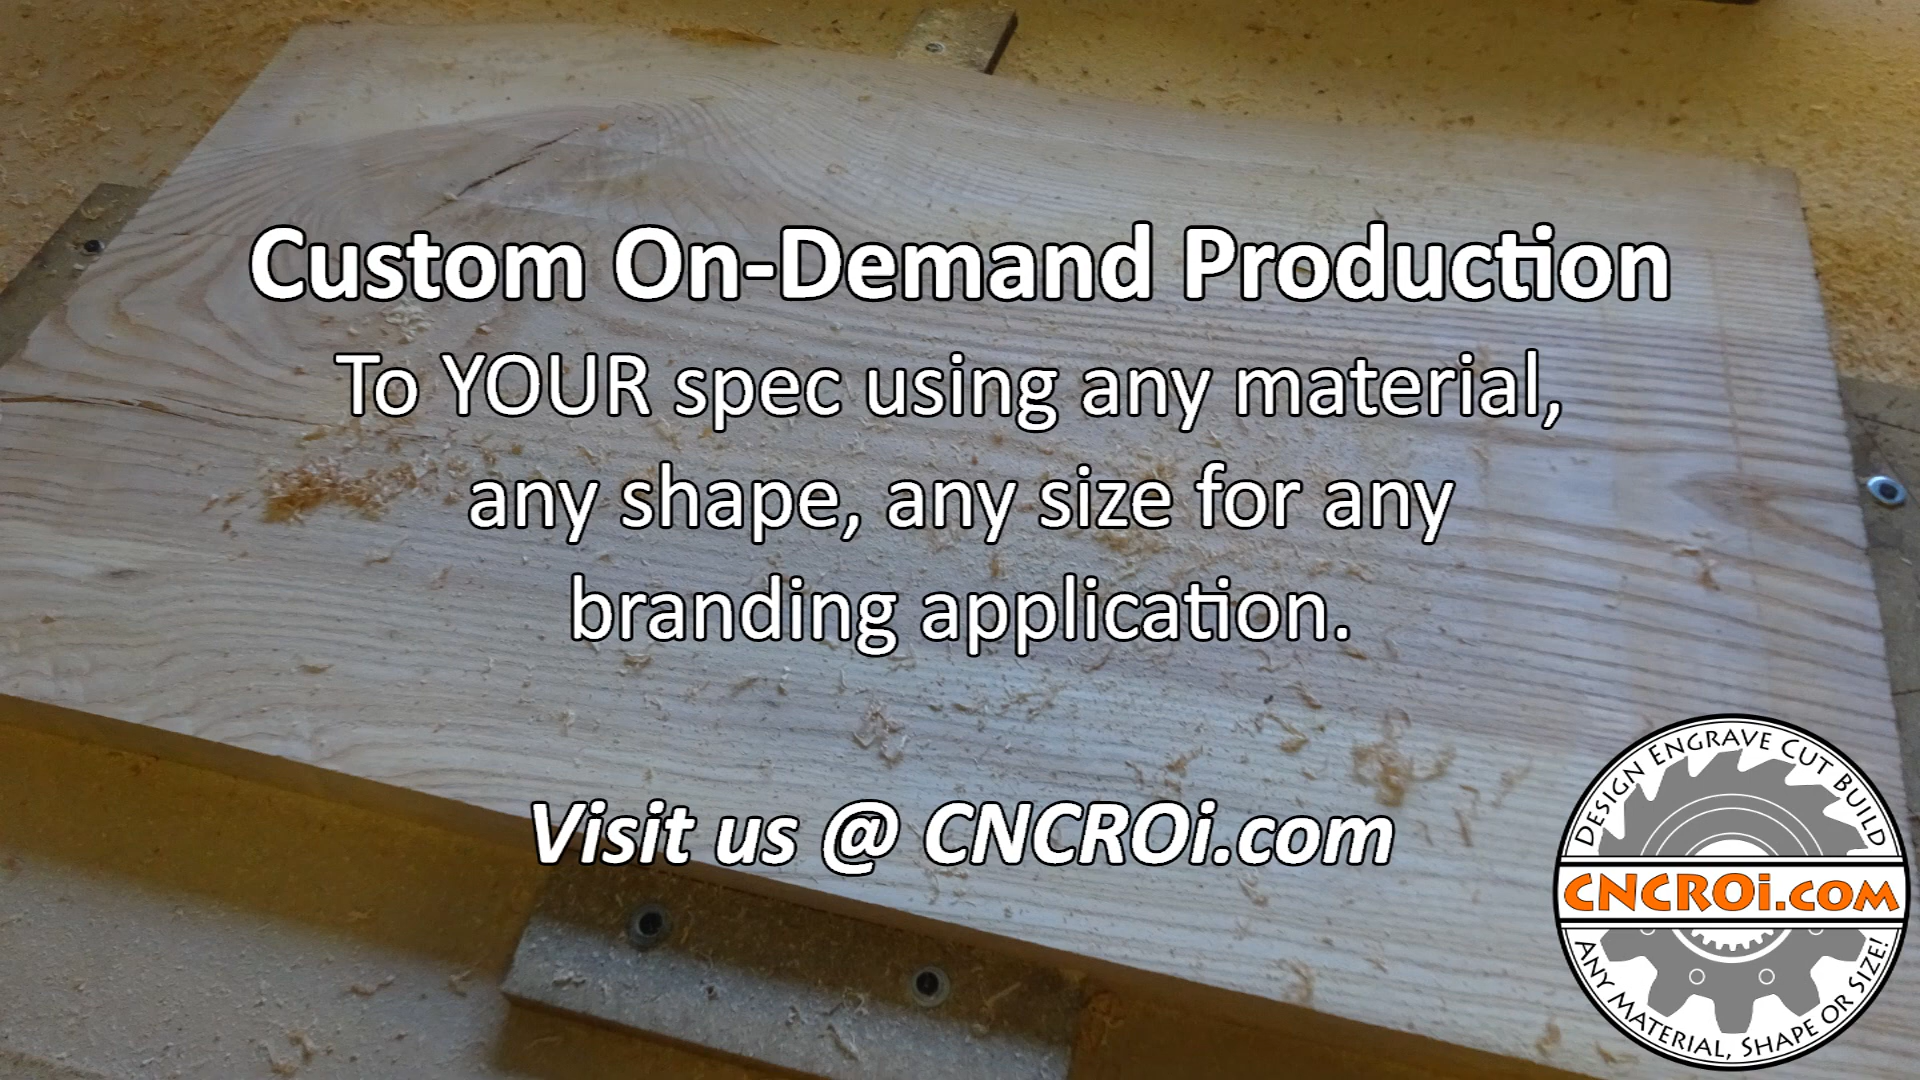 Custom On-Demand Production
To YOUR spec using any material,
any shape, any size for any
branding application.
Visit us @ CNCROi.com
DESIGN ENGRAVE CUT BUILD
CNCROi.com
ANY MATERIAL, SHAPE OR SIZE!